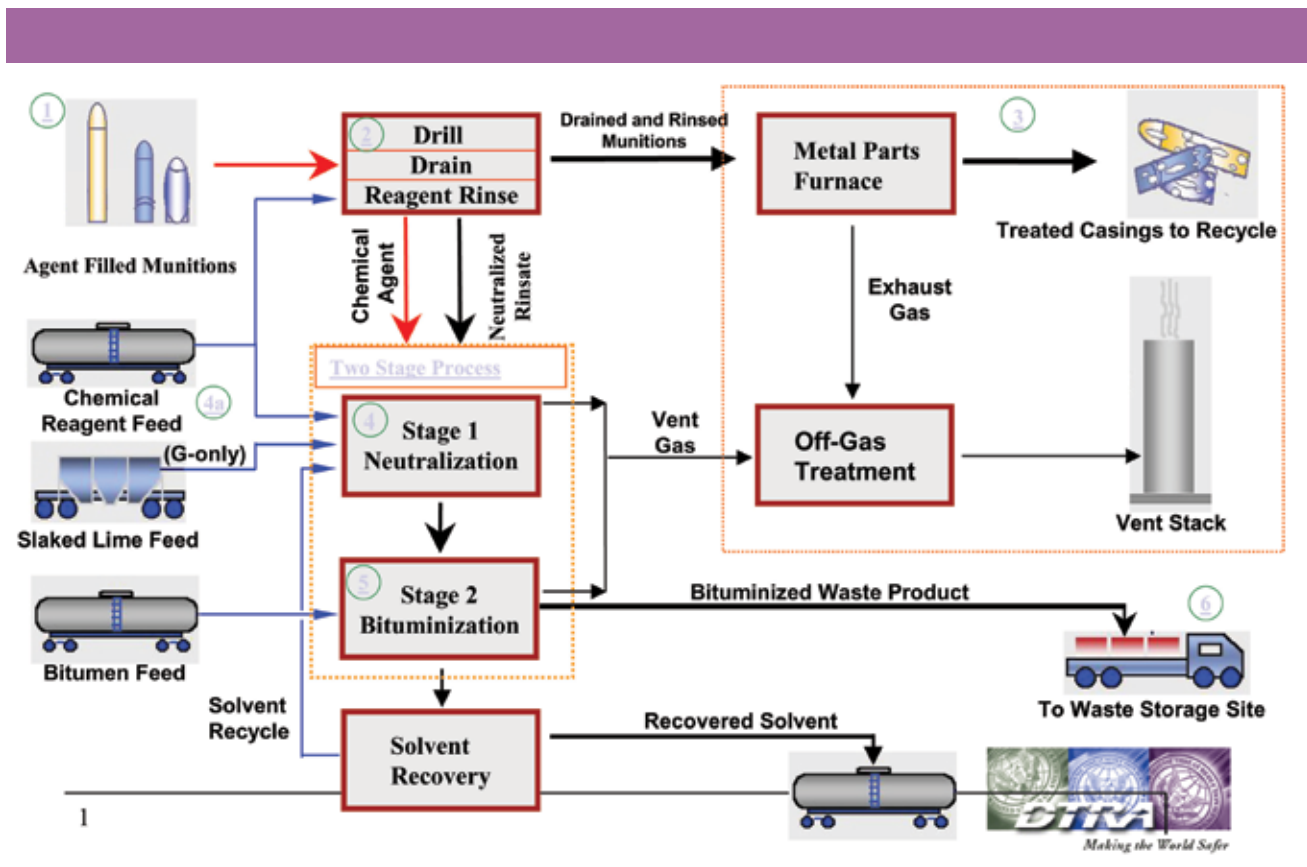 1
Agent Filled Munitions
2
Drill
Drain
Reagent Rinse
Drained and Rinsed
Munitions
Metal Parts
Furnace
3
Treated Casings to Recycle
Chemical
Agent
Neutralized
Rinsate
Exhaust
Gas
Chemical
Reagent Feed
4a
Two Stage Process
4
Stage 1
Neutralization
Vent
Gas
Off-Gas
Treatment
Vent Stack
(G-only)
Slaked Lime Feed
5
Stage 2
Bituminization
Bituminized Waste Product
6
Bitumen Feed
To Waste Storage Site
Solvent
Recycle
Solvent
Recovery
Recovered Solvent
1
DTRA
Making the World Safer